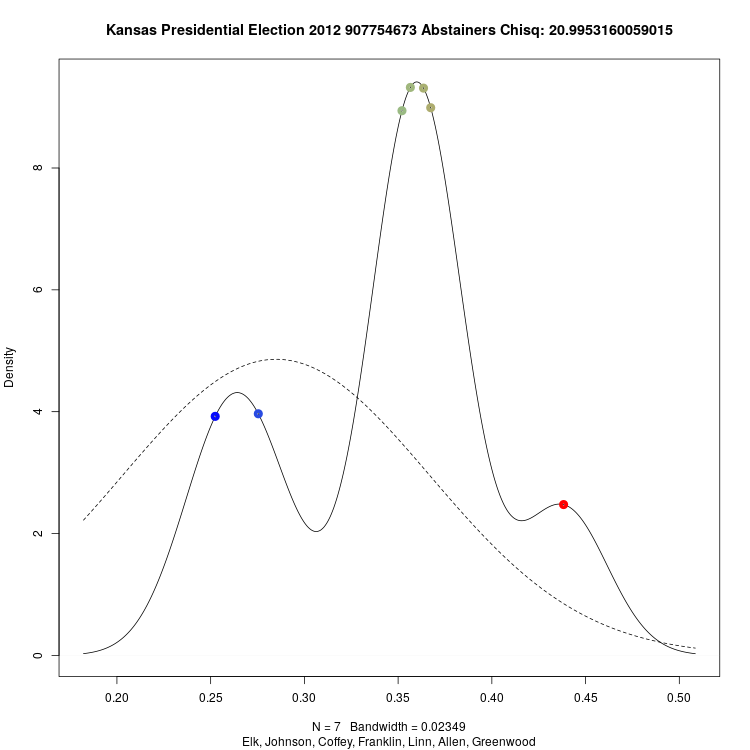 Kansas Presidential Election 2012 907754673 Abstainers Chisq: 20.9953160059015
Density
8
6
4
2
0
0.20 0.25 0.30 0.35 0.40 0.45 0.50
N = 7 Bandwidth = 0.02349
Elk, Johnson, Coffey, Franklin, Linn, Allen, Greenwood